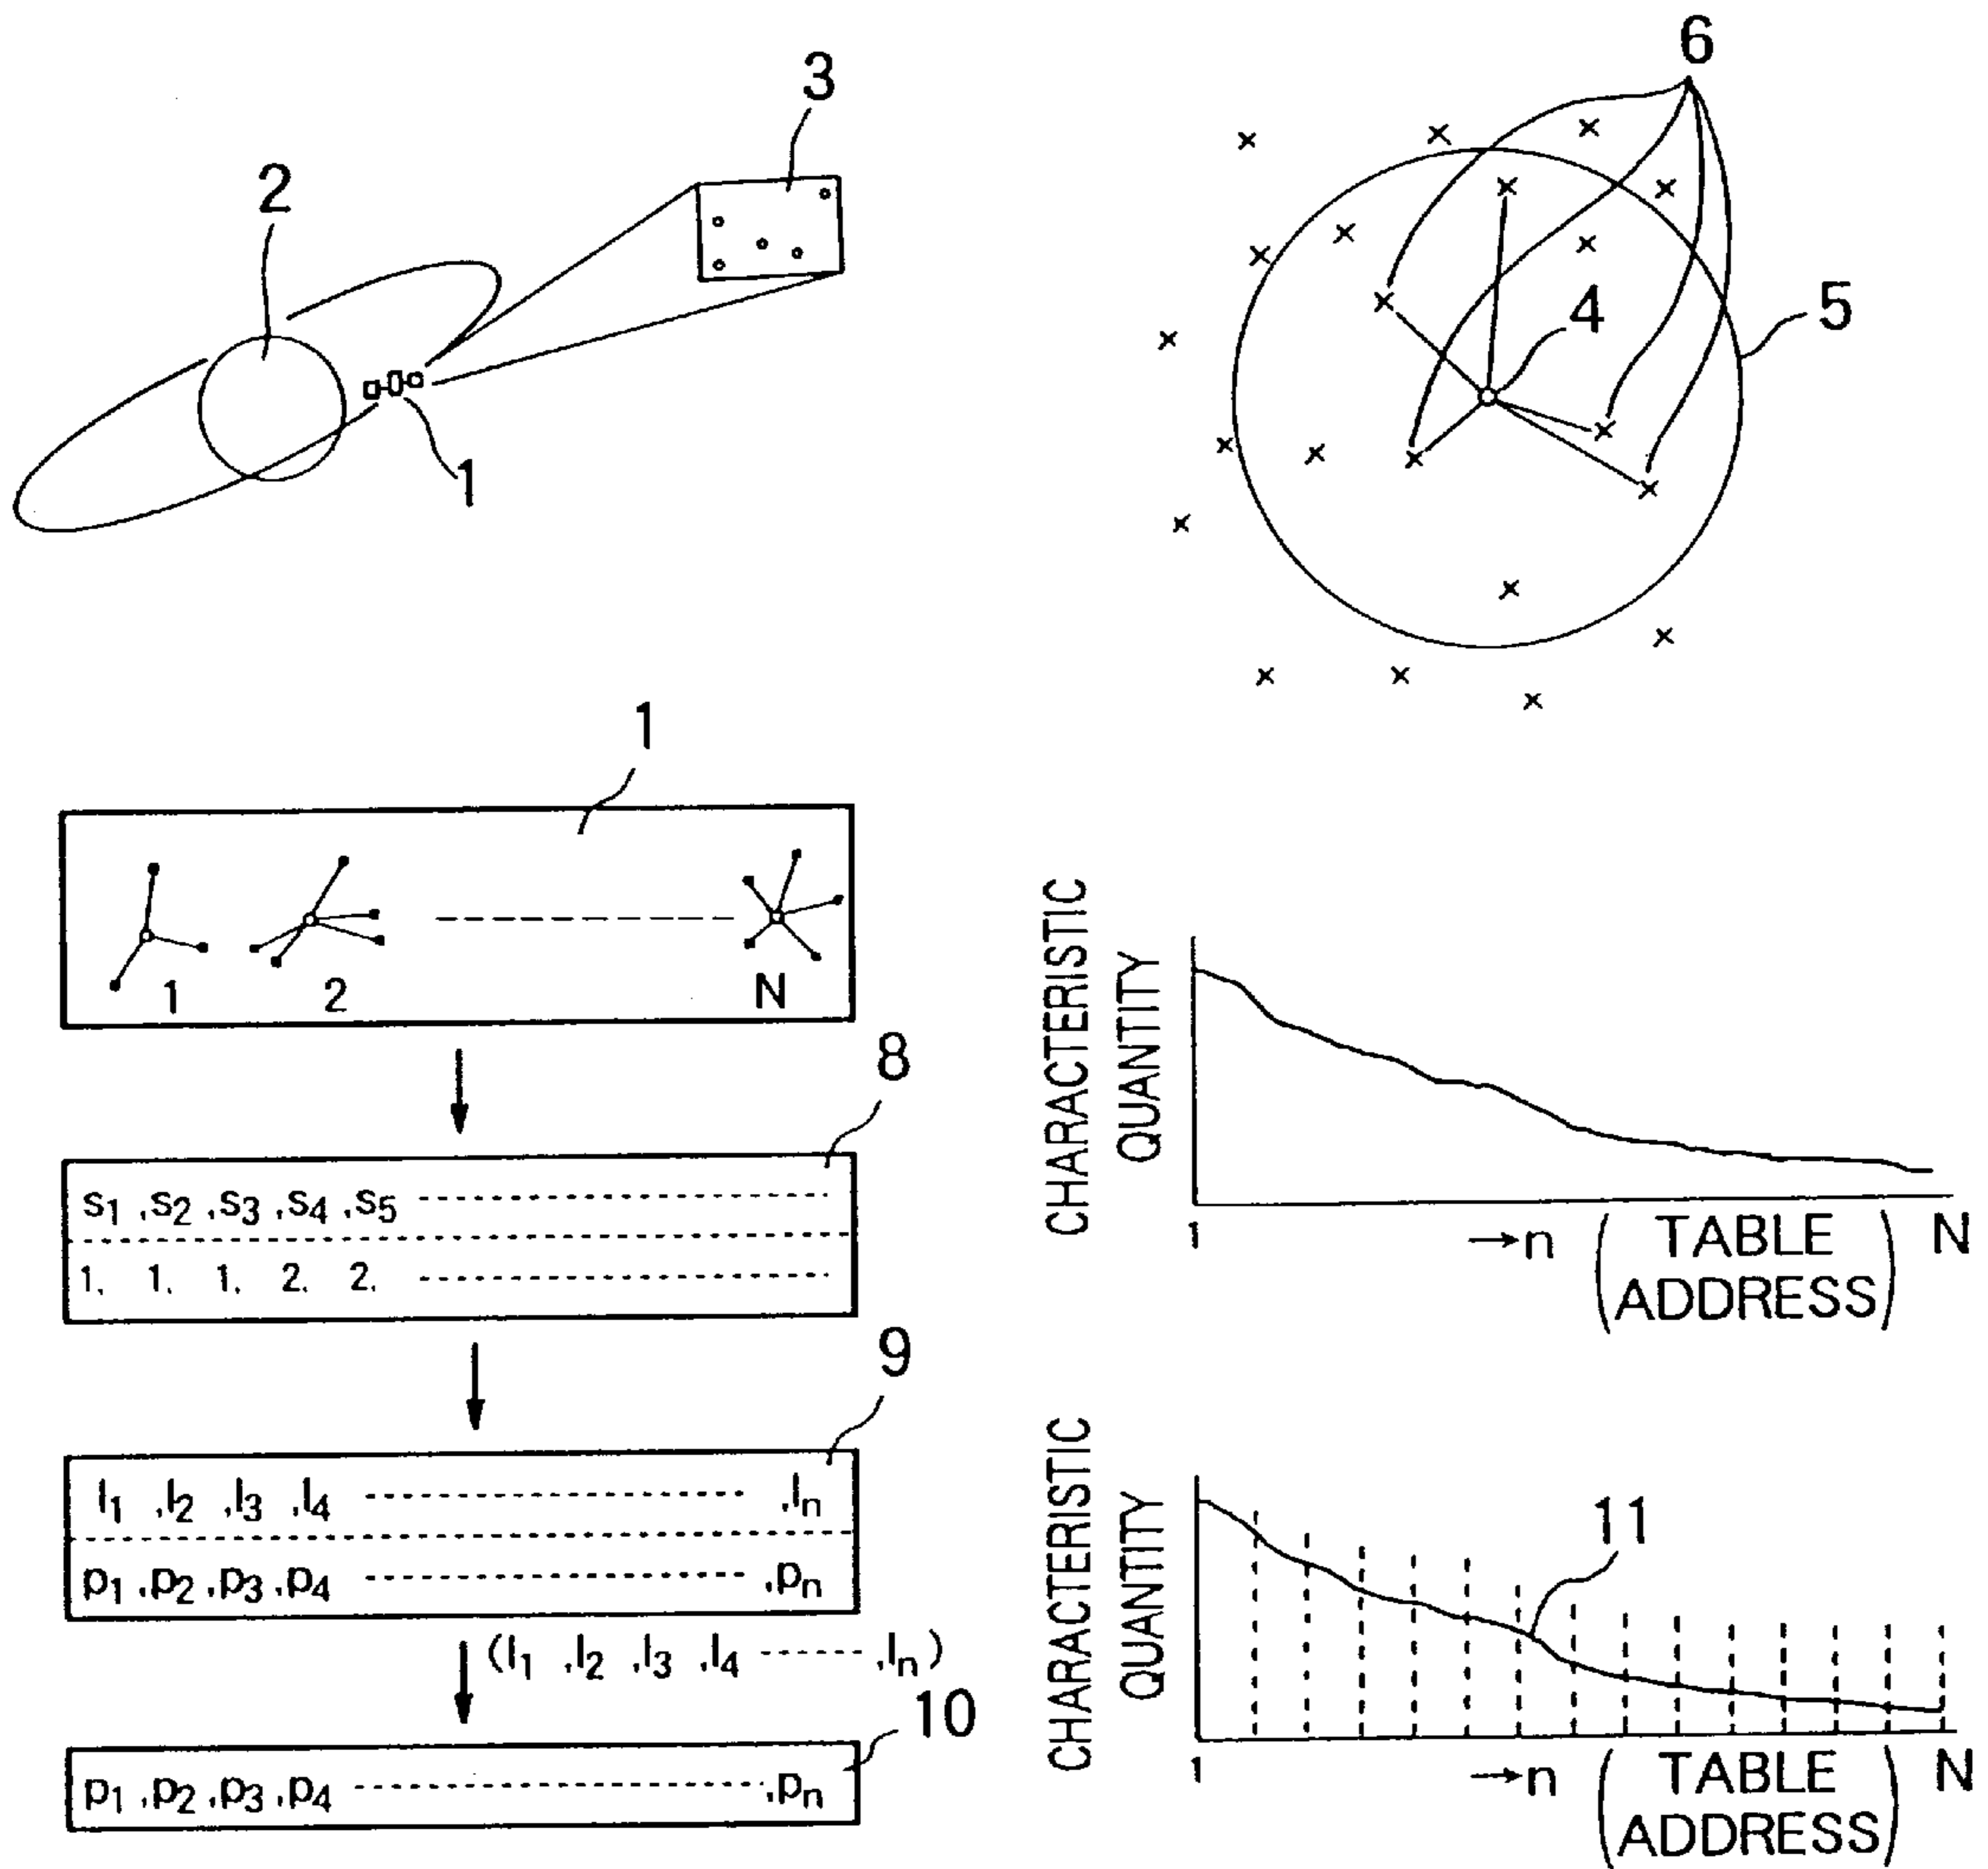 2
3
1
6
4
5
1
1 2 N
8
s1 ,s2 ,s3 ,s4 ,s5
1, 1, 1, 2, 2,
9
l1 ,l2 ,l3 ,l4 ,ln
p1 ,p2 ,p3 ,p4 ,pn
(l1 ,l2 ,l3 ,l4 ,ln)
10
p1 ,p2 ,p3 ,p4 ,pn
CHARACTERISTIC
QUANTITY
1 →n (TABLE ADDRESS) N
CHARACTERISTIC
QUANTITY
11
1 →n (TABLE ADDRESS) N